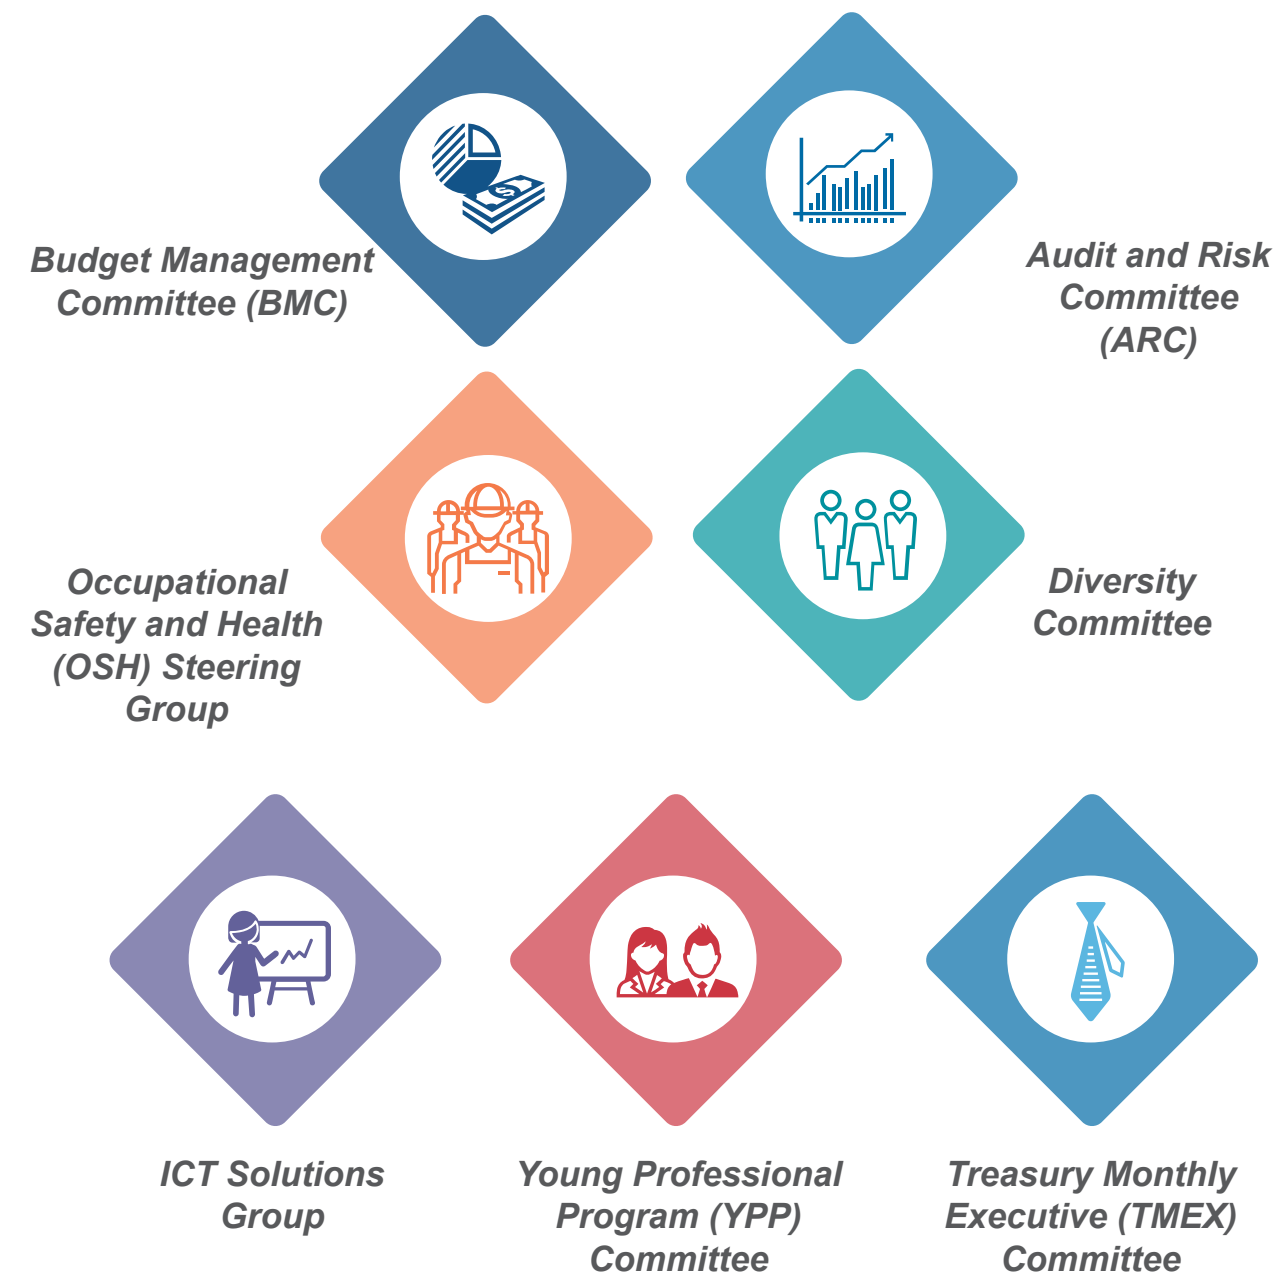 Budget Management
Committee (BMC)
Audit and Risk
Committee
(ARC)
Occupational
Safety and Health
(OSH) Steering
Group
Diversity
Committee
ICT Solutions
Group
Young Professional
Program (YPP)
Committee
Treasury Monthly
Executive (TMEX)
Committee